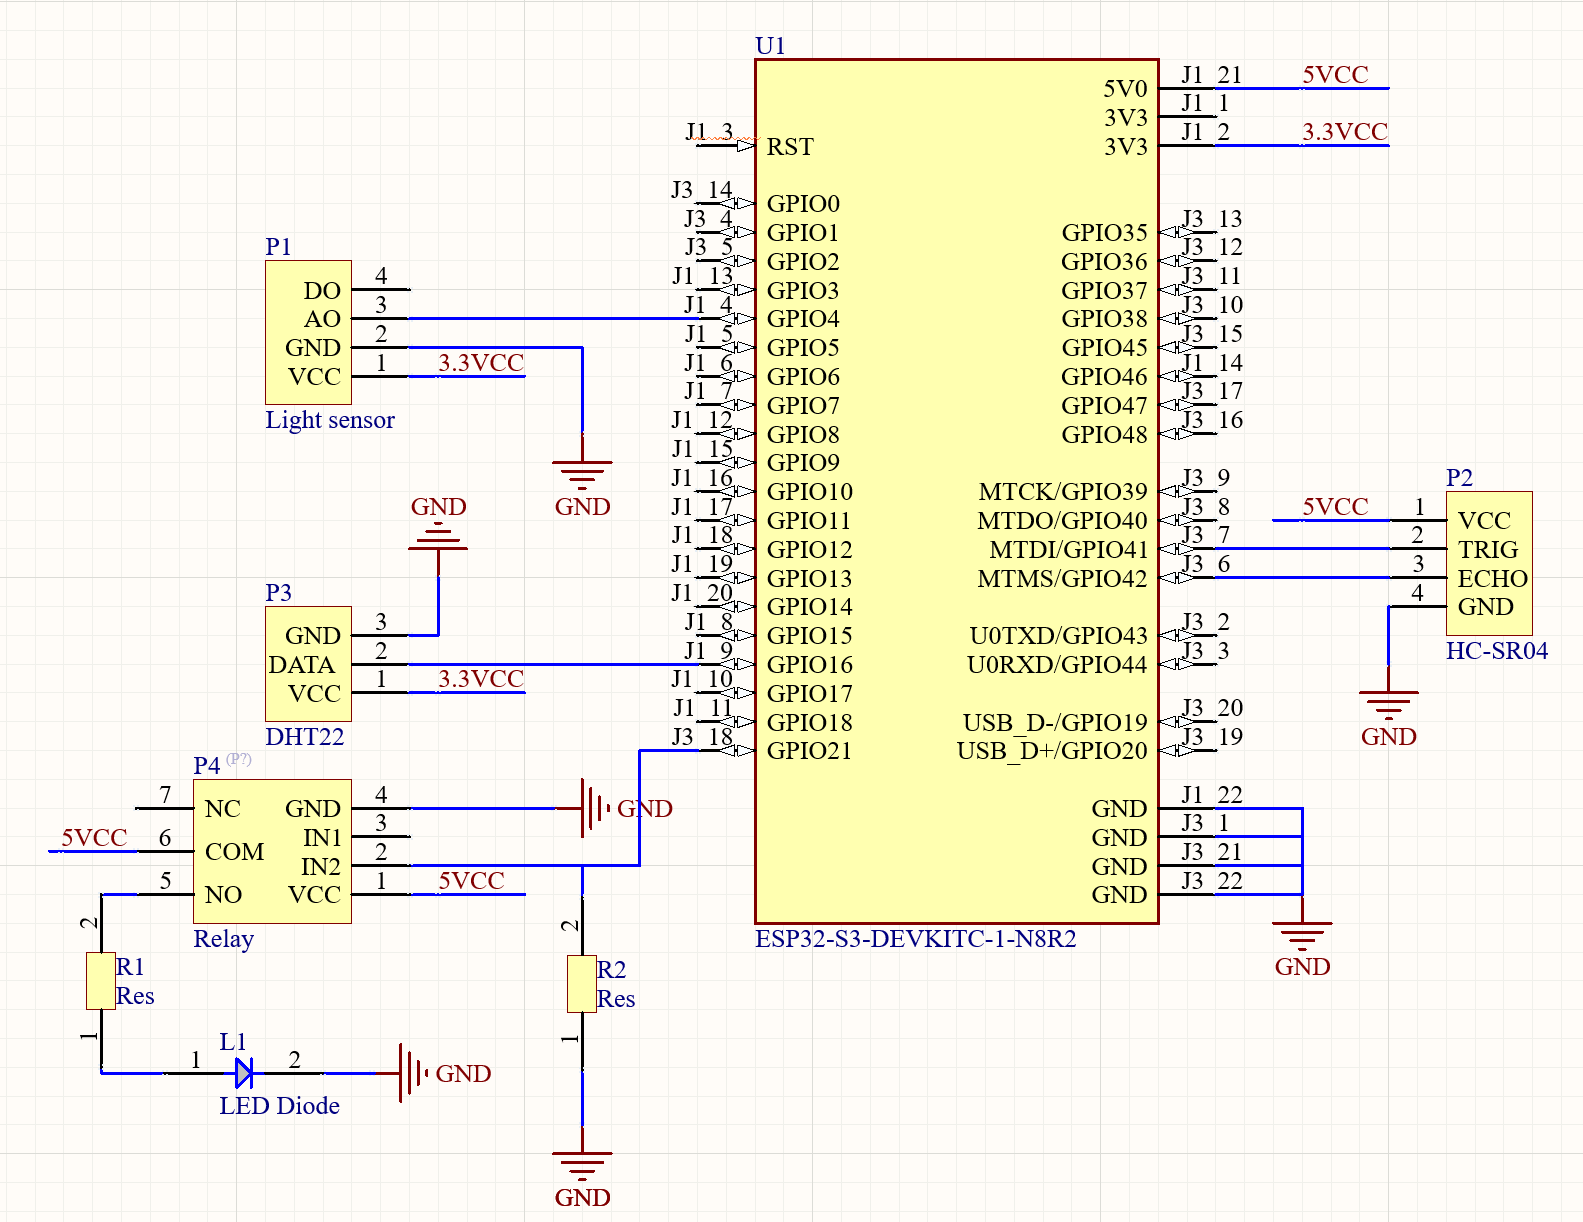 U1
J1 3 RST
J3 14 GPIO0
J3 4 GPIO1
J3 5 GPIO2
J1 13 GPIO3
J1 4 GPIO4
J1 5 GPIO5
J1 6 GPIO6
J1 7 GPIO7
J1 12 GPIO8
J1 15 GPIO9
J1 16 GPIO10
J1 17 GPIO11
J1 18 GPIO12
J1 19 GPIO13
J1 20 GPIO14
J1 8 GPIO15
J1 9 GPIO16
J1 10 GPIO17
J1 11 GPIO18
J3 18 GPIO21
5V0 J1 21 5VCC
3V3 J1 1
3V3 J1 2 3.3VCC
GPIO35 J3 13
GPIO36 J3 12
GPIO37 J3 11
GPIO38 J3 10
GPIO45 J3 15
GPIO46 J1 14
GPIO47 J3 17
GPIO48 J3 16
MTCK/GPIO39 J3 9
MTDO/GPIO40 J3 8
MTDI/GPIO41 J3 7
MTMS/GPIO42 J3 6
U0TXD/GPIO43 J3 2
U0RXD/GPIO44 J3 3
USB_D-/GPIO19 J3 20
USB_D+/GPIO20 J3 19
GND J1 22
GND J3 1
GND J3 21
GND J3 22
GND
ESP32-S3-DEVKITC-1-N8R2
P1
DO 4
AO 3
GND 2
VCC 1 3.3VCC
Light sensor
GND
GND
P3
GND 3
DATA 2
VCC 1 3.3VCC
DHT22
P4 (P?)
7 NC
5VCC 6 COM
5 NO
GND 4 GND
IN1 3
IN2 2
VCC 1 5VCC
Relay
2
R1
Res
1
L1
1 2
GND
LED Diode
2
R2
Res
1
GND
P2
5VCC 1 VCC
2 TRIG
3 ECHO
4 GND
HC-SR04
GND